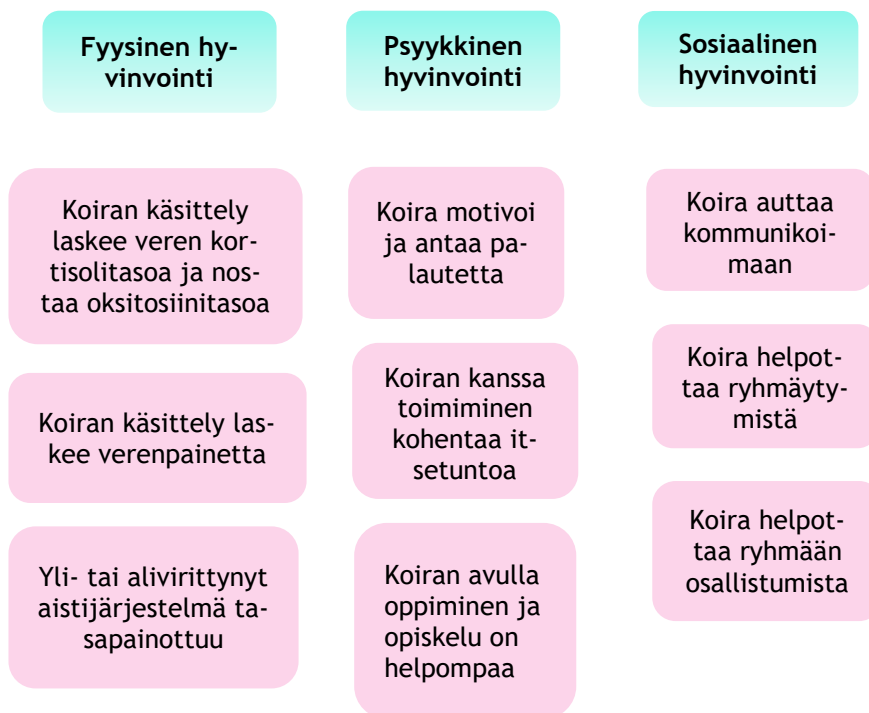 Fyysinen hy-
vinvointi
Psyykkinen
hyvinvointi
Sosiaalinen
hyvinvointi
Koiran käsittely
laskee veren kor-
tisolitasoa ja nos-
taa oksitosiinitasoa
Koiran käsittely las-
kee verenpainetta
Yli- tai alivirittynyt
aistijärjestelmä ta-
sapainottuu
Koira motivoi
ja antaa pa-
lautetta
Koiran kanssa
toimiminen
kohentaa it-
setuntoa
Koiran avulla
oppiminen ja
opiskelu on
helpompaa
Koira auttaa
kommunikoi-
maan
Koira helpot-
taa ryhmäyty-
mistä
Koira helpot-
taa ryhmään
osallistumista